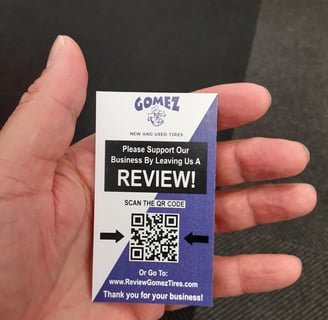 GOMEZ
NEW AND USED TIRES
Please Support Our
Business By Leaving Us A
REVIEW!
SCAN THE QR CODE
Or Go To:
www.ReviewGomezTires.com
Thank you for your business!